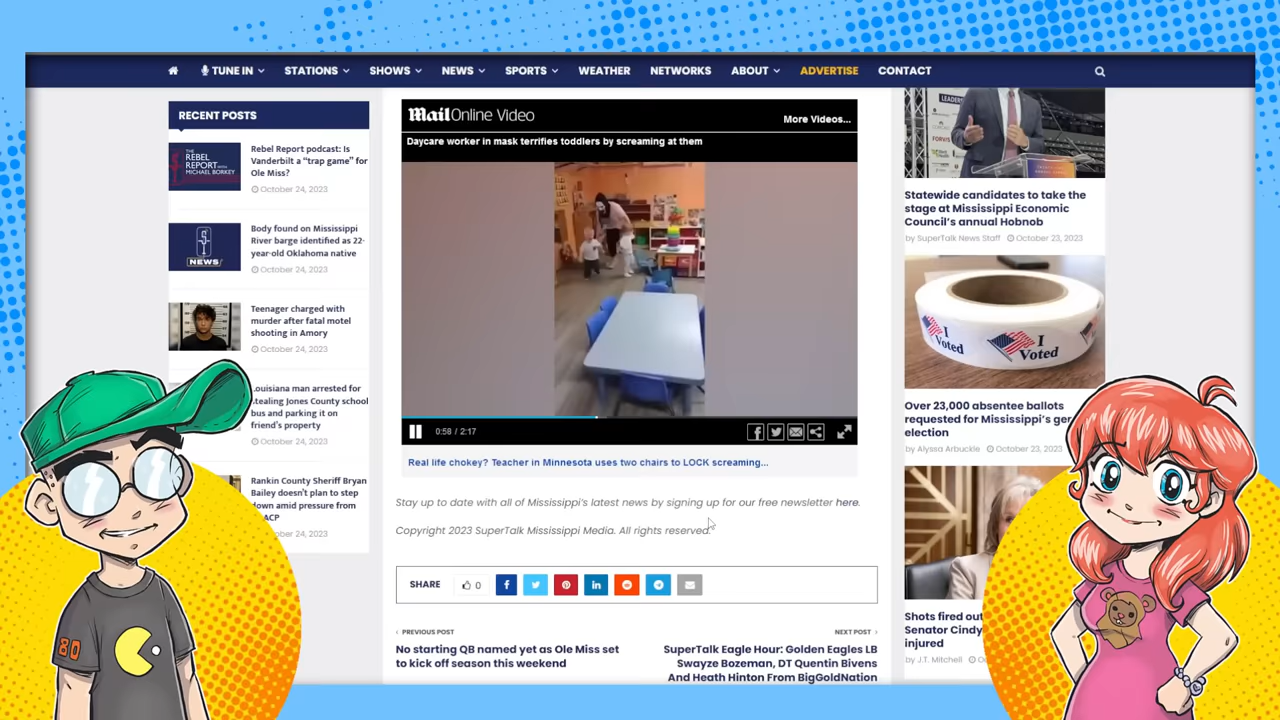 TUNE IN
STATIONS
SHOWS
NEWS
SPORTS
WEATHER
NETWORKS
ABOUT
ADVERTISE
CONTACT
RECENT POSTS
THE
REBEL
REPORT WITH
MICHAEL BORKEY
Rebel Report podcast: Is
Vanderbilt a “trap game” for
Ole Miss?
October 24, 2023
NEWS
Body found on Mississippi
River barge identified as 22-
year-old Oklahoma native
October 24, 2023
Teenager charged with
murder after fatal motel
shooting in Amory
October 24, 2023
ouisiana man arrested for
tealing Jones County school
bus and parking it on
friend's property
October 24, 2023
Rankin County Sheriff Bryan
Bailey doesn't plan to step
down amid pressure from
ACP
24, 2023
80
Mail Online Video
More Videos...
Daycare worker in mask terrifies toddlers by screaming at them
0:58 / 2:17
Real life chokey? Teacher in Minnesota uses two chairs to LOCK screaming...
Stay up to date with all of Mississippi's latest news by signing up for our free newsletter here.
Copyright 2023 SuperTalk Mississippi Media. All rights reserved.
SHARE
0
PREVIOUS POST
No starting QB named yet as Ole Miss set
to kick off season this weekend
NEXT POST
SuperTalk Eagle Hour: Golden Eagles LB
Swayze Bozeman, DT Quentin Bivens
And Heath Hinton From BigGoldNation
LEADER
FORVIS
Statewide candidates to take the
stage at Mississippi Economic
Council's annual Hobnob
by SuperTalk News Staff October 23, 2023
I Voted
I Voted
Over 23,000 absentee ballots
requested for Mississippi's gen
election
by Alyssa Arbuckle October 23, 2023
Shots fired out
Senator Cindy
injured
by J.T. Mitchell